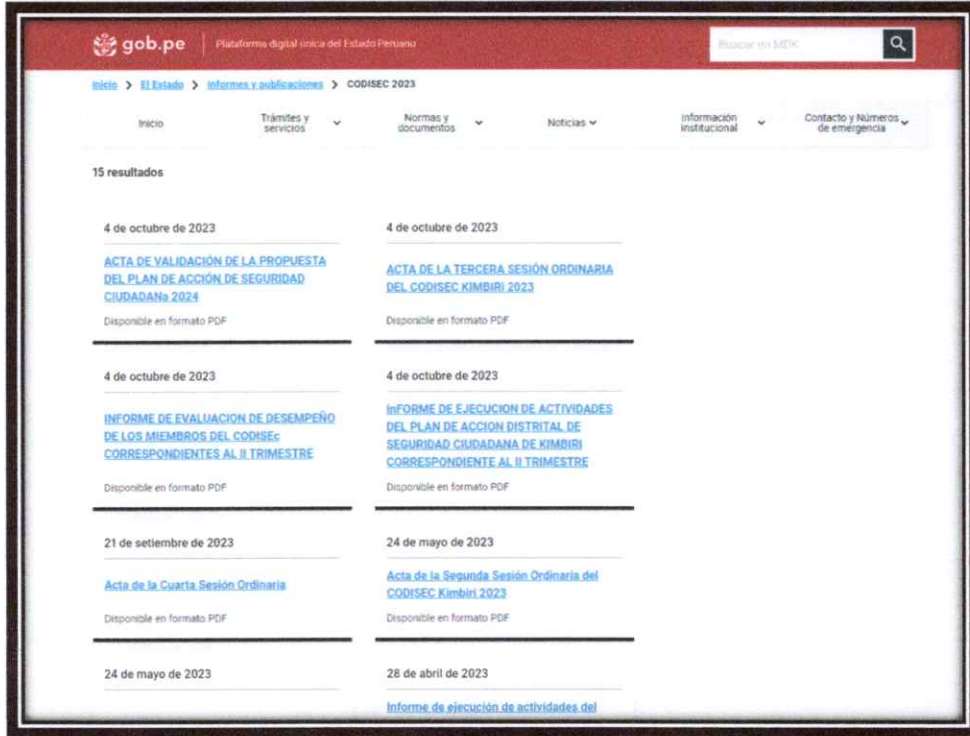 gob.pe | Plataforma digital única del Estado Peruano
Buscar en MDK
Inicio > El Estado > Informes y publicaciones > CODISEC 2023
Inicio
Trámites y
servicios
Normas y
documentos
Noticias
Información
institucional
Contacto y Números
de emergencia
15 resultados
4 de octubre de 2023
ACTA DE VALIDACIÓN DE LA PROPUESTA
DEL PLAN DE ACCIÓN DE SEGURIDAD
CIUDADANa 2024
Disponible en formato PDF
4 de octubre de 2023
ACTA DE LA TERCERA SESIÓN ORDINARIA
DEL CODISEC KIMBIRi 2023
Disponible en formato PDF
4 de octubre de 2023
INFORME DE EVALUACION DE DESEMPEÑO
DE LOS MIEMBROS DEL CODISEc
CORRESPONDIENTES AL II TRIMESTRE
Disponible en formato PDF
4 de octubre de 2023
InFORME DE EJECUCION DE ACTIVIDADES
DEL PLAN DE ACCION DISTRITAL DE
SEGURIDAD CIUDADANA DE KIMBIRI
CORRESPONDIENTE AL II TRIMESTRE
Disponible en formato PDF
21 de setiembre de 2023
Acta de la Cuarta Sesión Ordinaria
Disponible en formato PDF
24 de mayo de 2023
Acta de la Segunda Sesión Ordinaria del
CODISEC Kimbiri 2023
Disponible en formato PDF
24 de mayo de 2023
28 de abril de 2023
Informe de ejecución de actividades del